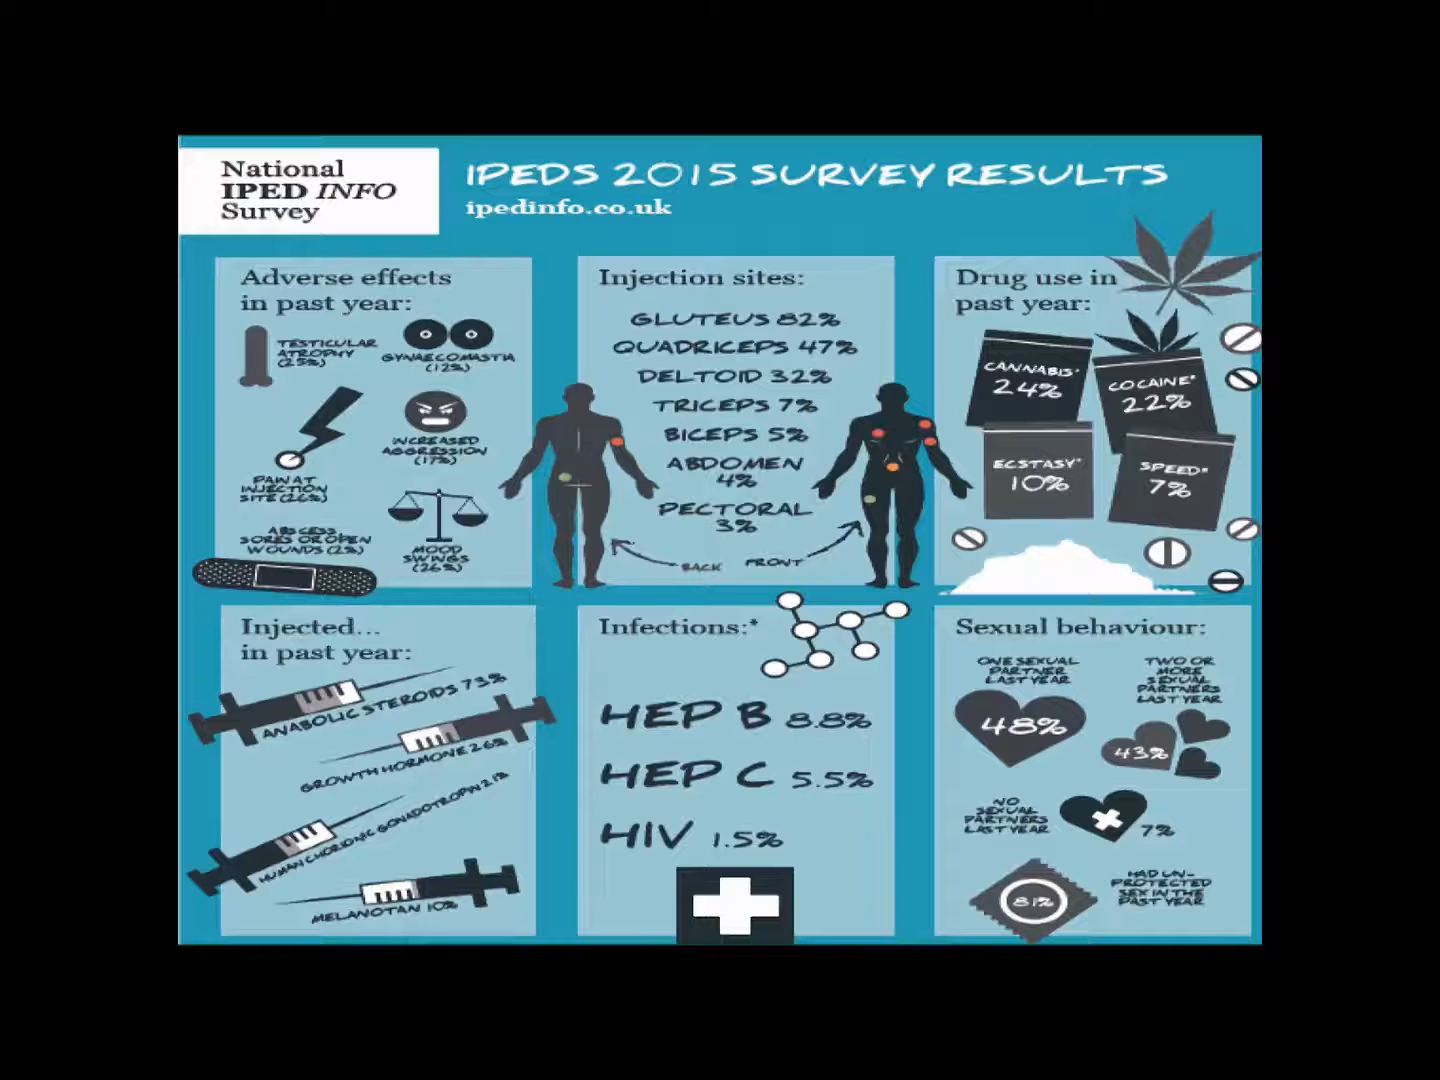 National
IPED INFO
Survey
IPEDS 2015 SURVEY RESULTS
ipedinfo.co.uk
Adverse effects
in past year:
TESTICULAR
ATROPHY
(25%)
GYNAECOMASTIA
(12%)
INCREASED
AGGRESSION
(17%)
PAIN AT
INJECTION
SITE (26%)
ABSCESS,
SORES OR OPEN
WOUNDS (2%)
MOOD
SWINGS
(26%)
Injection sites:
GLUTEUS 82%
QUADRICEPS 47%
DELTOID 32%
TRICEPS 7%
BICEPS 5%
ABDOMEN
4%
PECTORAL
3%
BACK
FRONT
Drug use in
past year:
CANNABIS*
24%
COCAINE*
22%
ECSTASY*
10%
SPEED*
7%
Injected...
in past year:
ANABOLIC STEROIDS 73%
GROWTH HORMONE 26%
HUMAN CHORIONIC GONADOTROPIN 21%
MELANOTAN 10%
Infections:*
HEP B 8.8%
HEP C 5.5%
HIV 1.5%
Sexual behaviour:
ONE SEXUAL
PARTNER
LAST YEAR
48%
TWO OR
MORE
SEXUAL
PARTNERS
LAST YEAR
43%
NO
SEXUAL
PARTNERS
LAST YEAR
7%
81%
HAD UN-
PROTECTED
SEX IN THE
PAST YEAR